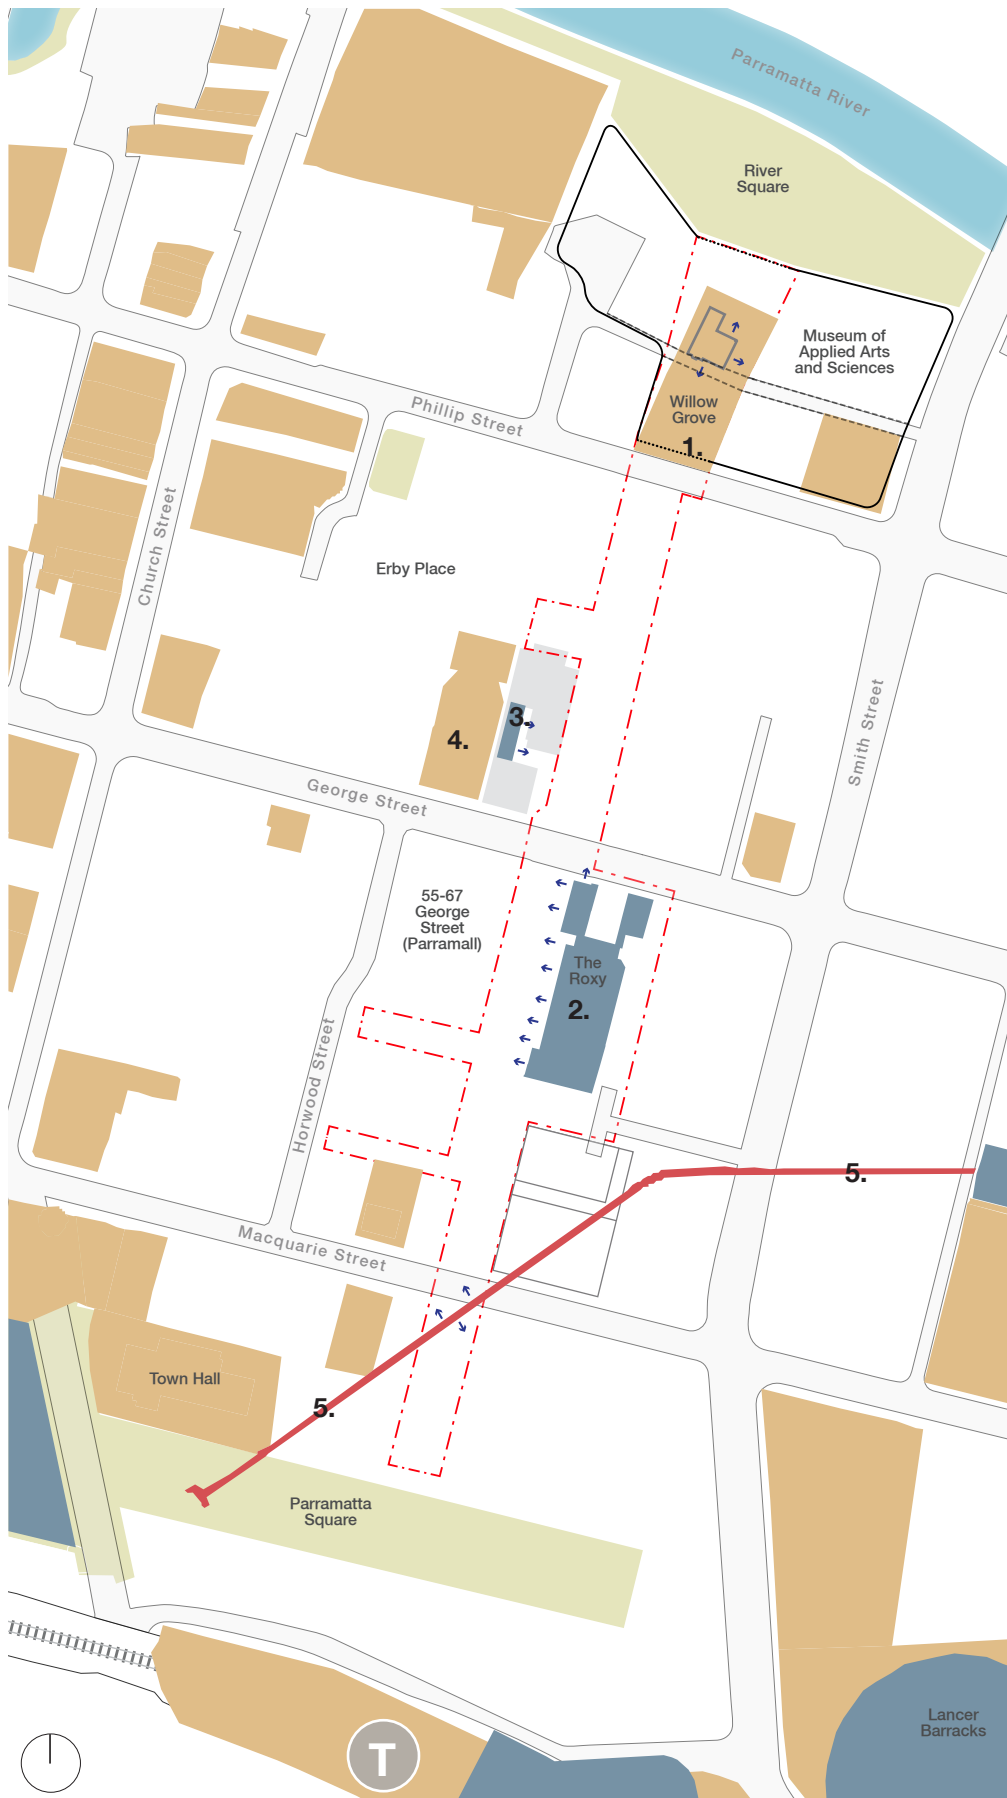 Parramatta River
River
Square
Museum of
Applied Arts
and Sciences
Willow
Grove
1.
Phillip Street
Church Street
Erby Place
Smith Street
3.
4.
George Street
55-67
George
Street
(Parramall)
The
Roxy
2.
Horwood Street
5.
Macquarie Street
Town Hall
5.
Parramatta
Square
Lancer
Barracks
T